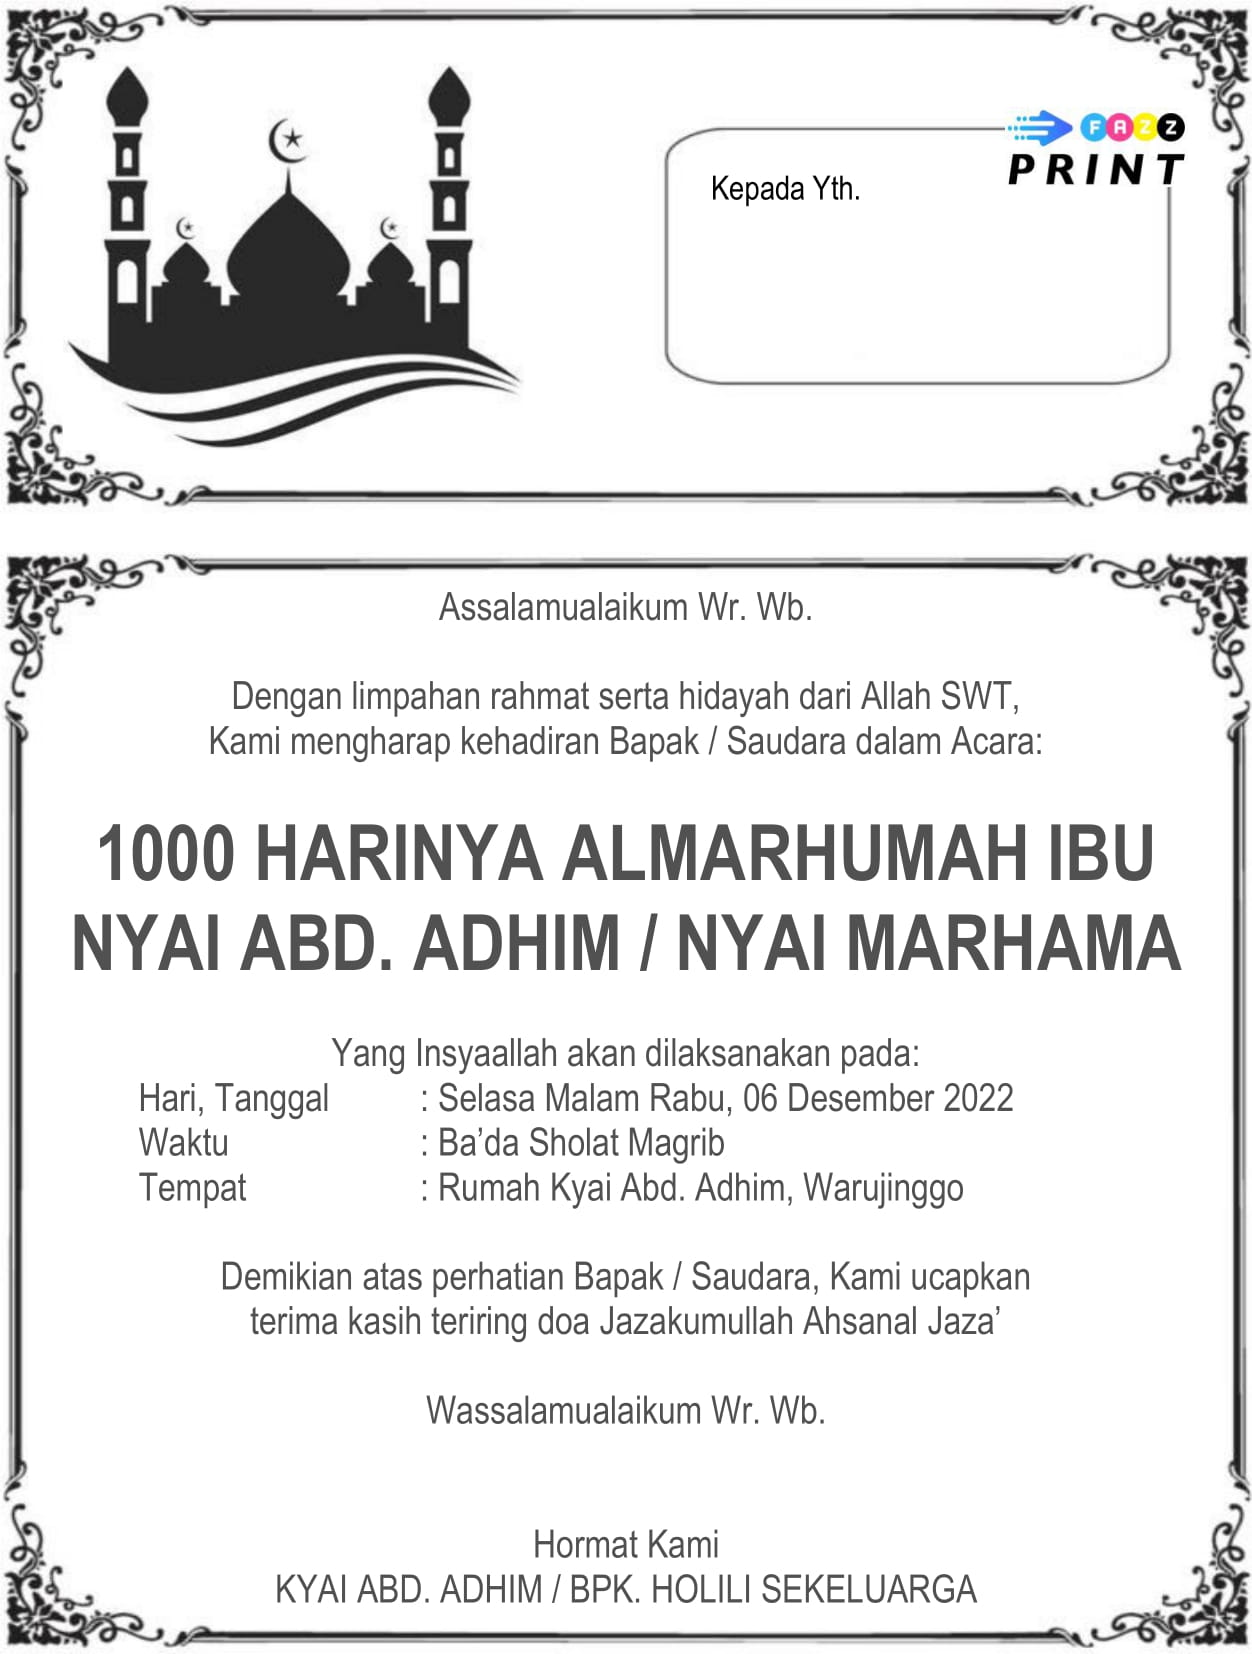 FAZZ
PRINT
Kepada Yth.
Assalamualaikum Wr. Wb.
Dengan limpahan rahmat serta hidayah dari Allah SWT,
Kami mengharap kehadiran Bapak / Saudara dalam Acara:
1000 HARINYA ALMARHUMAH IBU
NYAI ABD. ADHIM / NYAI MARHAMA
Yang Insyaallah akan dilaksanakan pada:
Hari, Tanggal : Selasa Malam Rabu, 06 Desember 2022
Waktu : Ba’da Sholat Magrib
Tempat : Rumah Kyai Abd. Adhim, Warujinggo
Demikian atas perhatian Bapak / Saudara, Kami ucapkan
terima kasih teriring doa Jazakumullah Ahsanal Jaza’
Wassalamualaikum Wr. Wb.
Hormat Kami
KYAI ABD. ADHIM / BPK. HOLILI SEKELUARGA